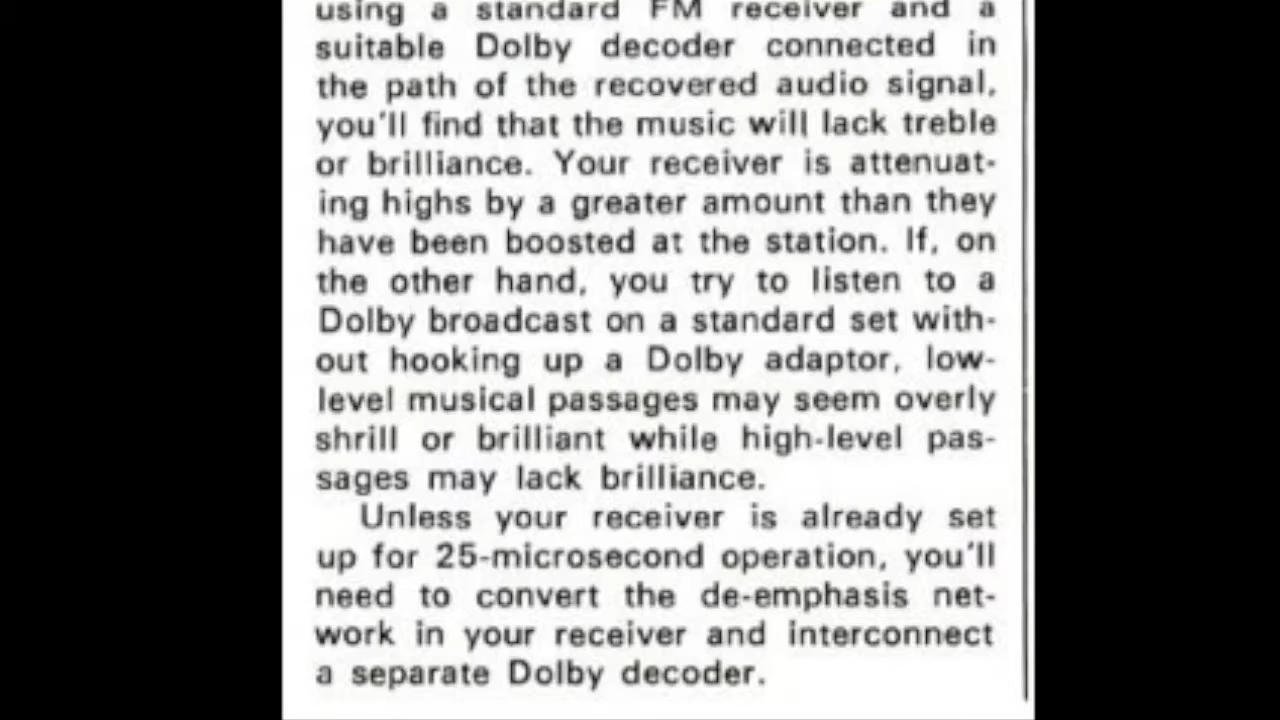 using a standard FM receiver and a
suitable Dolby decoder connected in
the path of the recovered audio signal,
you'll find that the music will lack treble
or brilliance. Your receiver is attenuat-
ing highs by a greater amount than they
have been boosted at the station. If, on
the other hand, you try to listen to a
Dolby broadcast on a standard set with-
out hooking up a Dolby adaptor, low-
level musical passages may seem overly
shrill or brilliant while high-level pas-
sages may lack brilliance.
Unless your receiver is already set
up for 25-microsecond operation, you'll
need to convert the de-emphasis net-
work in your receiver and interconnect
a separate Dolby decoder.